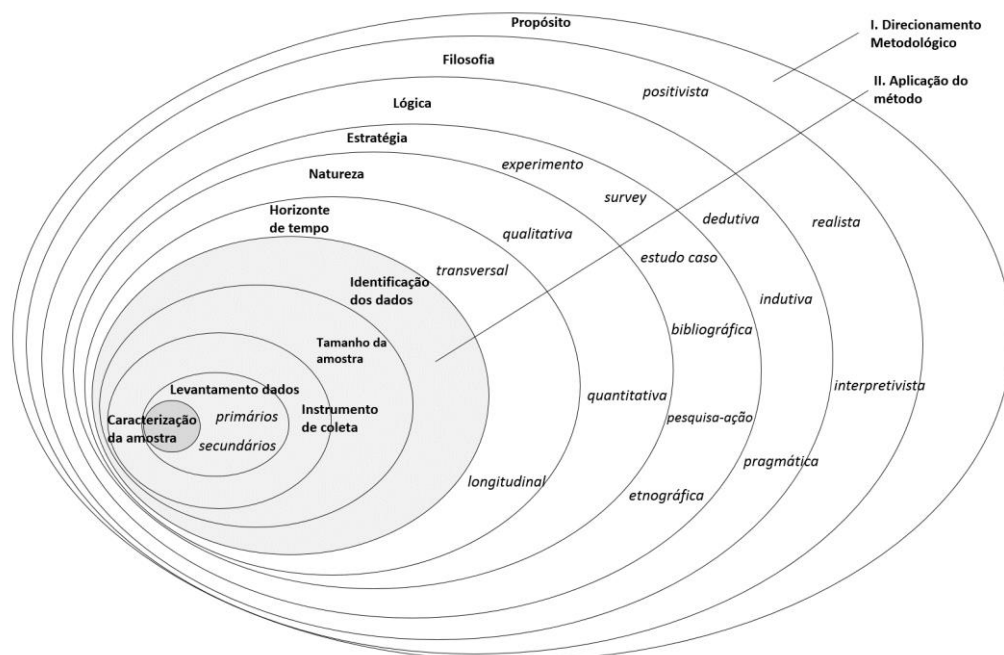 Propósito
I. Direcionamento
Metodológico
Filosofia
II. Aplicação do
método
positivista
Lógica
Estratégia
experimento
Natureza
survey
Horizonte
de tempo
dedutiva
realista
qualitativa
estudo caso
transversal
Identificação
dos dados
indutiva
bibliográfica
Tamanho da
amostra
interpretivista
Levantamento dados
quantitativa
Caracterização
da amostra
primários
secundários
Instrumento
de coleta
pesquisa-ação
pragmática
longitudinal
etnográfica